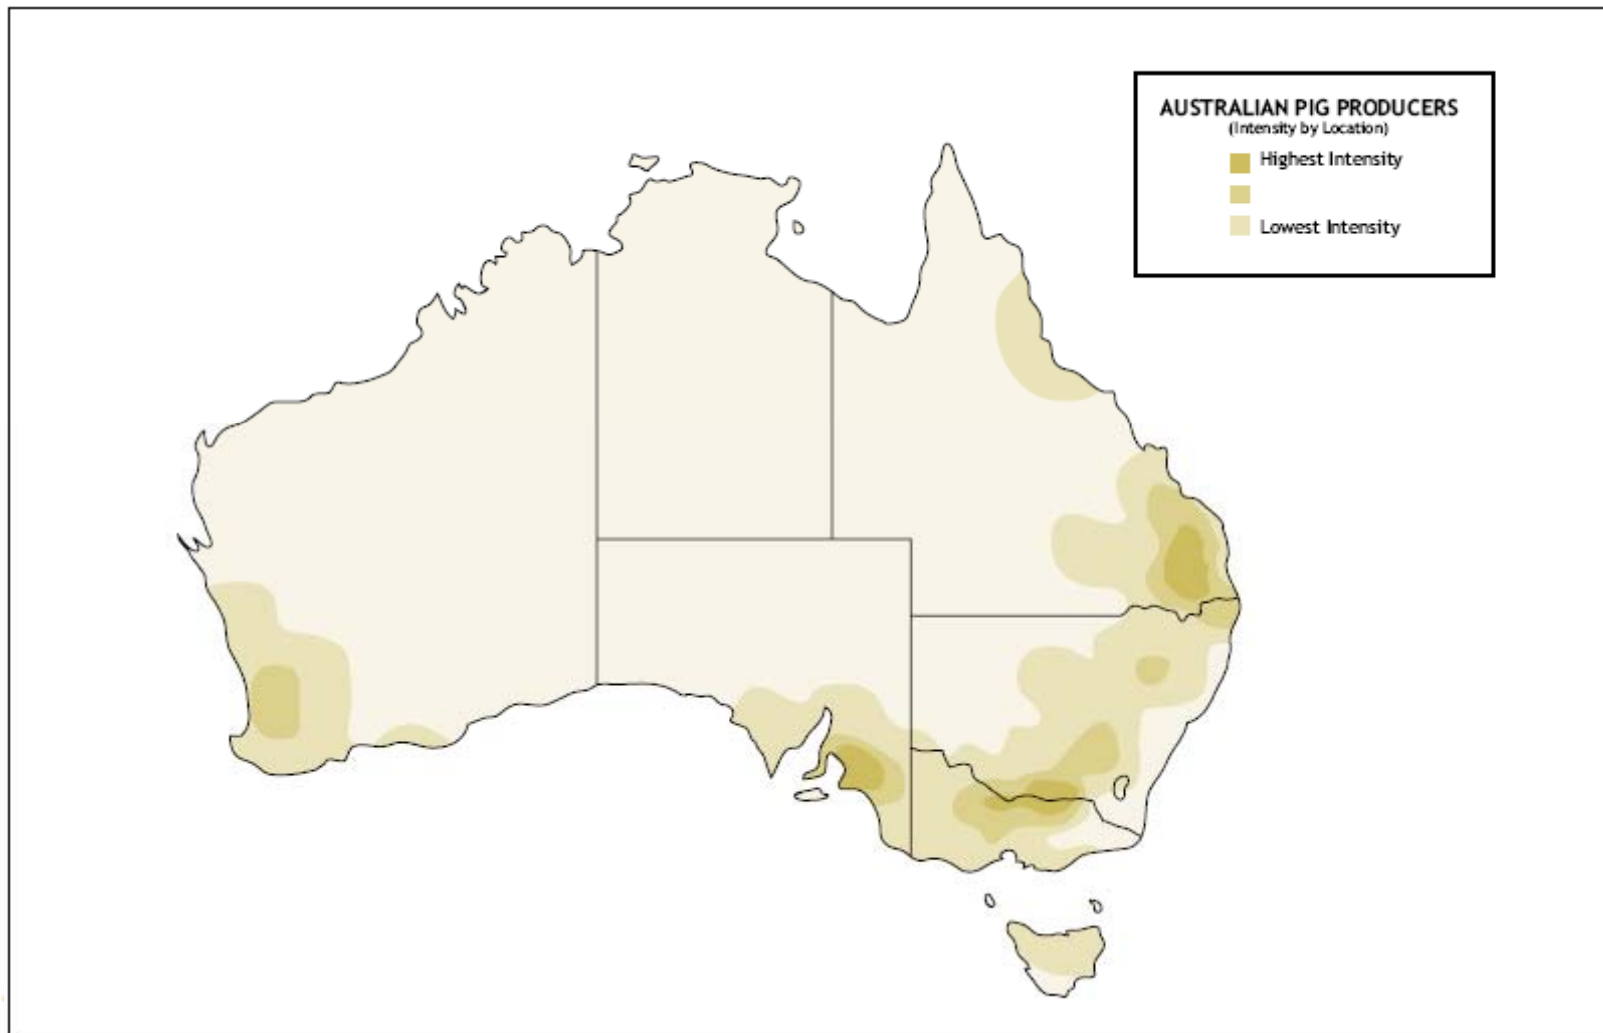 AUSTRALIAN PIG PRODUCERS
(Intensity by Location)
Highest Intensity
Lowest Intensity